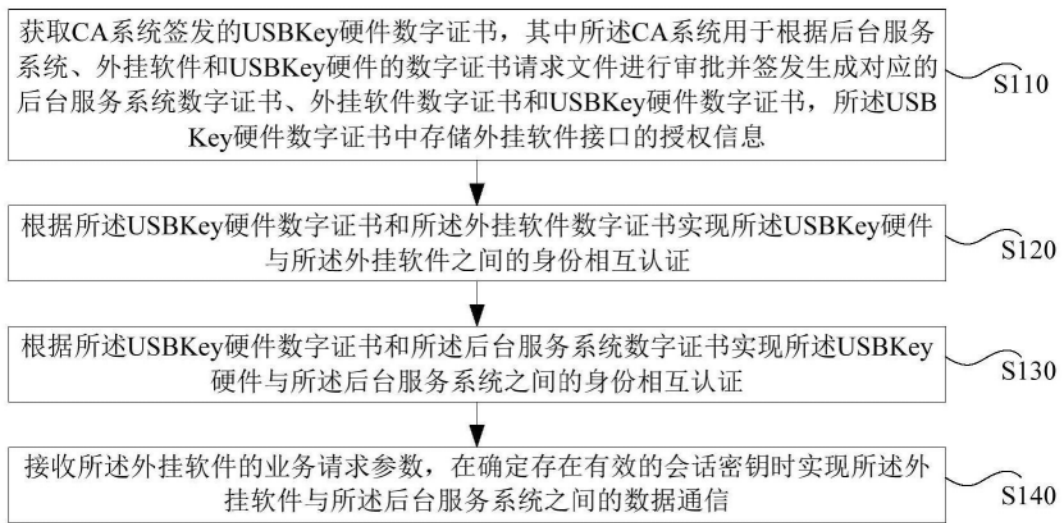 获取CA系统签发的USBKey硬件数字证书，其中所述CA系统用于根据后台服务
系统、外挂软件和USBKey硬件的数字证书请求文件进行审批并签发生成对应的
后台服务系统数字证书、外挂软件数字证书和USBKey硬件数字证书，所述USB
Key硬件数字证书中存储外挂软件接口的授权信息
S110
根据所述USBKey硬件数字证书和所述外挂软件数字证书实现所述USBKey硬件
与所述外挂软件之间的身份相互认证
S120
根据所述USBKey硬件数字证书和所述后台服务系统数字证书实现所述USBKey
硬件与所述后台服务系统之间的身份相互认证
S130
接收所述外挂软件的业务请求参数，在确定存在有效的会话密钥时实现所述外
挂软件与所述后台服务系统之间的数据通信
S140